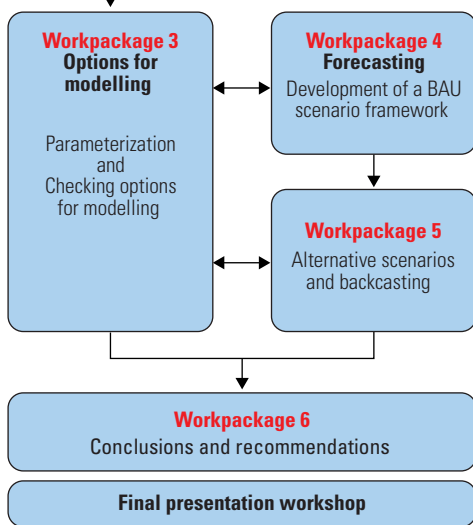 Workpackage 3
Options for
modelling
Parameterization
and
Checking options
for modelling
Workpackage 4
Forecasting
Development of a BAU
scenario framework
Workpackage 5
Alternative scenarios
and backcasting
Workpackage 6
Conclusions and recommendations
Final presentation workshop